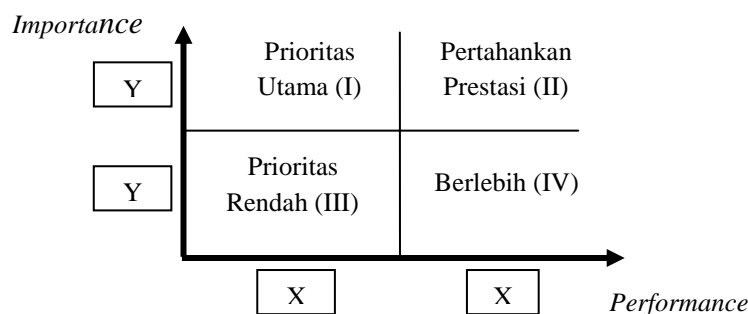 Importance
Prioritas
Utama (I)
Pertahankan
Prestasi (II)
Y
Prioritas
Rendah (III)
Berlebih (IV)
Y
X
X
Performance